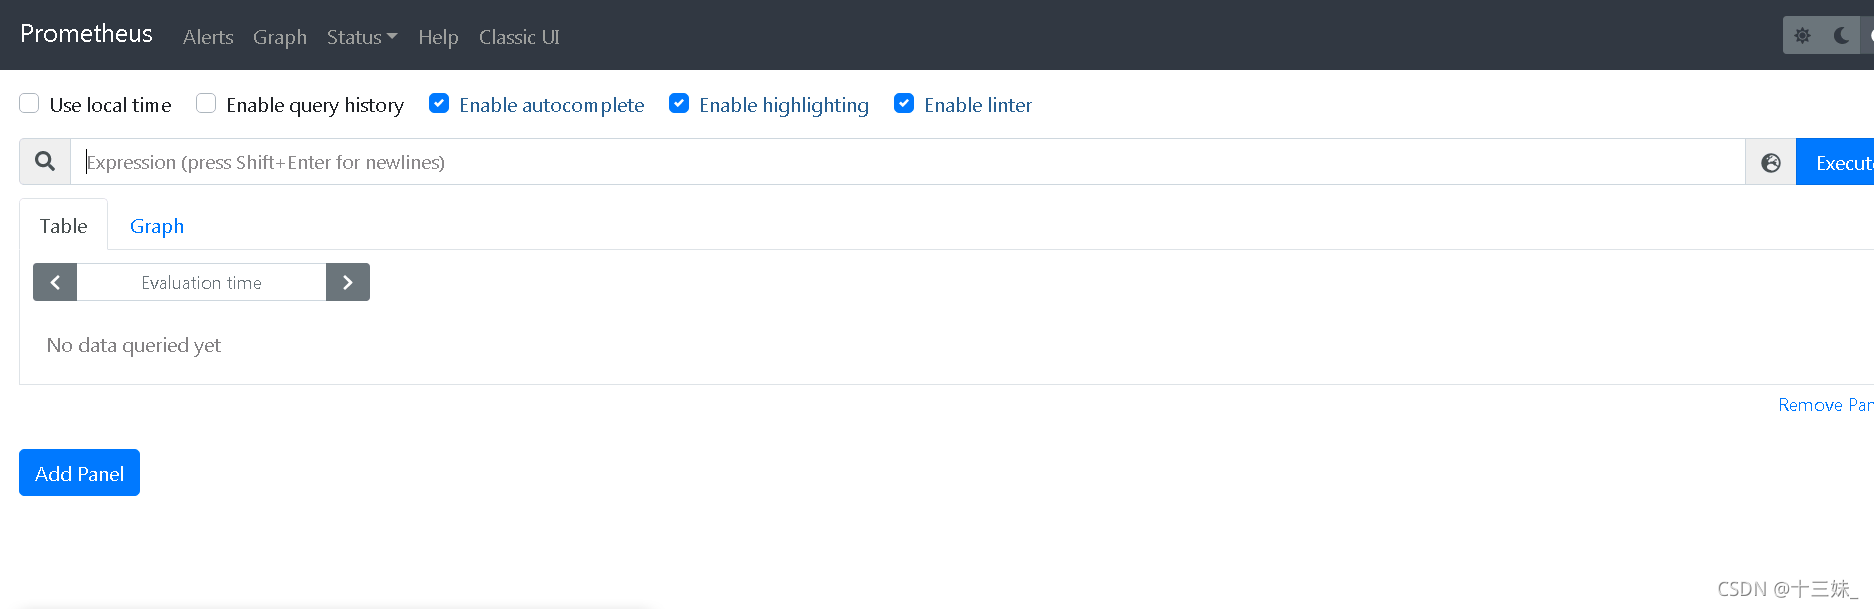 Prometheus Alerts Graph Status Help Classic UI
Use local time Enable query history Enable autocomplete Enable highlighting Enable linter
Expression (press Shift+Enter for newlines) Execute
Table Graph
Evaluation time
No data queried yet
Remove Pan
Add Panel
CSDN @十三妹_